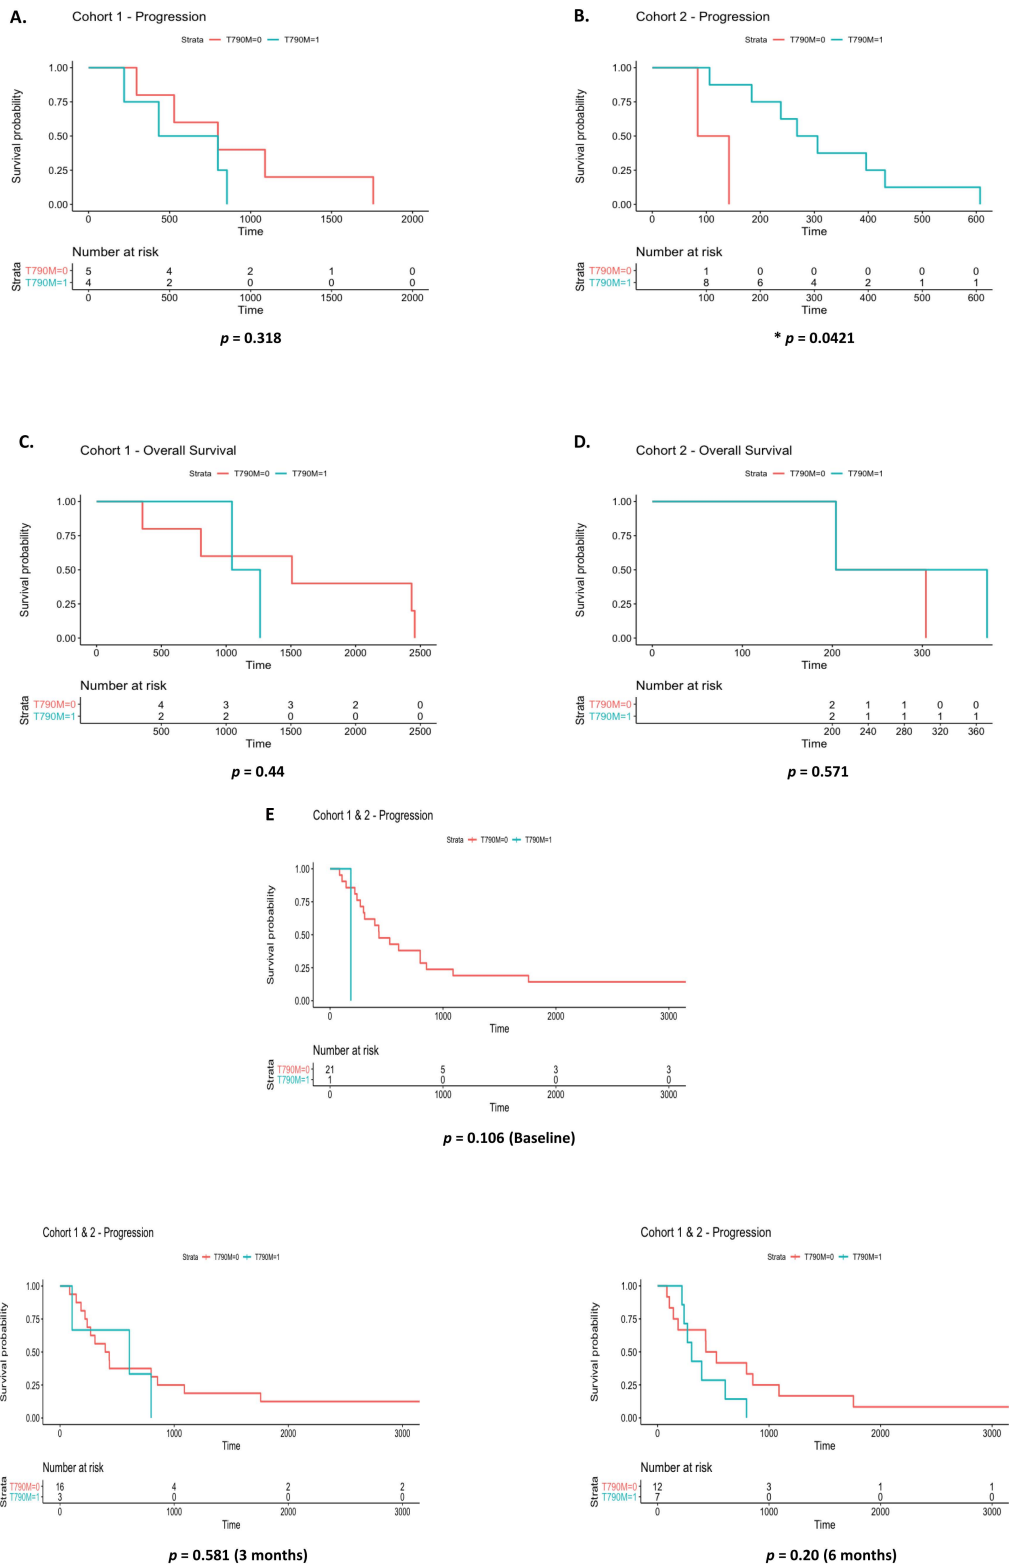 A.
Cohort 1 - Progression
Strata T790M=0 T790M=1
Survival probability
1.00
0.75
0.50
0.25
0.00
0 500 1000 1500 2000
Time
Number at risk
Strata
T790M=0 5 4 2 1 0
T790M=1 4 2 0 0 0
0 500 1000 1500 2000
Time
p = 0.318
B.
Cohort 2 - Progression
Strata T790M=0 T790M=1
Survival probability
1.00
0.75
0.50
0.25
0.00
0 100 200 300 400 500 600
Time
Number at risk
Strata
T790M=0 1 0 0 0 0 0
T790M=1 8 6 4 2 1 1
100 200 300 400 500 600
Time
* p = 0.0421
C.
Cohort 1 - Overall Survival
Strata T790M=0 T790M=1
Survival probability
1.00
0.75
0.50
0.25
0.00
0 500 1000 1500 2000 2500
Time
Number at risk
Strata
T790M=0 4 3 3 2 0
T790M=1 2 2 0 0 0
500 1000 1500 2000 2500
Time
p = 0.44
D.
Cohort 2 - Overall Survival
Strata T790M=0 T790M=1
Survival probability
1.00
0.75
0.50
0.25
0.00
0 100 200 300
Time
Number at risk
Strata
T790M=0 2 1 1 0 0
T790M=1 2 1 1 1 1
200 240 280 320 360
Time
p = 0.571
E
Cohort 1 & 2 - Progression
Strata T790M=0 T790M=1
Survival probability
1.00
0.75
0.50
0.25
0.00
0 1000 2000 3000
Time
Number at risk
Strata
T790M=0 21 5 3 3
T790M=1 1 0 0 0
0 1000 2000 3000
Time
p = 0.106 (Baseline)
Cohort 1 & 2 - Progression
Strata T790M=0 T790M=1
Survival probability
1.00
0.75
0.50
0.25
0.00
0 1000 2000 3000
Time
Number at risk
Strata
T790M=0 16 4 2 2
T790M=1 3 0 0 0
0 1000 2000 3000
Time
p = 0.581 (3 months)
Cohort 1 & 2 - Progression
Strata T790M=0 T790M=1
Survival probability
1.00
0.75
0.50
0.25
0.00
0 1000 2000 3000
Time
Number at risk
Strata
T790M=0 12 3 1 1
T790M=1 7 0 0 0
0 1000 2000 3000
Time
p = 0.20 (6 months)